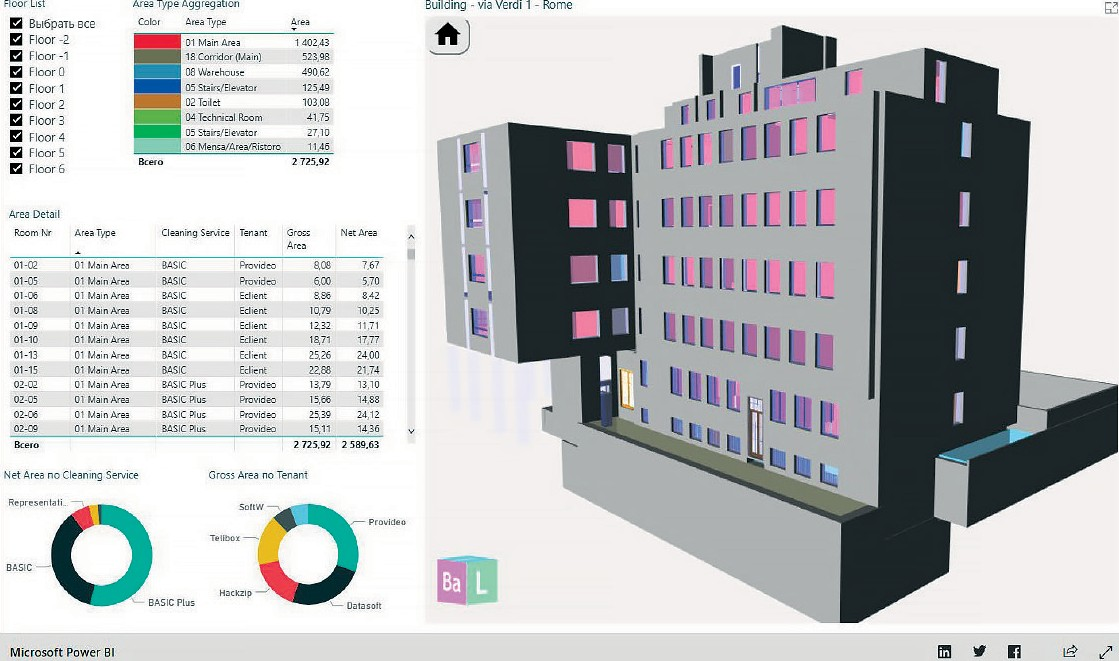 Floor List
Выбрать все
Floor -2
Floor -1
Floor 0
Floor 1
Floor 2
Floor 3
Floor 4
Floor 5
Floor 6
Area Type Aggregation
Color Area Type Area
01 Main Area 1 402,43
18 Corridor (Main) 523,98
08 Warehouse 490,62
05 Stairs/Elevator 125,49
02 Toilet 103,08
04 Technical Room 41,75
05 Stairs/Elevator 27,10
06 Mensa/Area/Ristoro 11,46
Всего 2 725,92
Area Detail
Room Nr Area Type Cleaning Service Tenant Gross Area Net Area
01-02 01 Main Area BASIC Provideo 8,08 7,67
01-05 01 Main Area BASIC Provideo 6,00 5,70
01-06 01 Main Area BASIC Eclient 8,86 8,42
01-08 01 Main Area BASIC Eclient 10,79 10,25
01-09 01 Main Area BASIC Eclient 12,32 11,71
01-10 01 Main Area BASIC Eclient 18,71 17,77
01-13 01 Main Area BASIC Eclient 25,26 24,00
01-15 01 Main Area BASIC Eclient 22,88 21,74
02-02 01 Main Area BASIC Plus Provideo 13,79 13,10
02-05 01 Main Area BASIC Plus Provideo 15,66 14,88
02-06 01 Main Area BASIC Plus Provideo 25,39 24,12
02-09 01 Main Area BASIC Plus Provideo 15,11 14,36
Всего 2 725,92 2 589,63
Net Area no Cleaning Service
Representati...
BASIC
BASIC Plus
Gross Area no Tenant
SoftW
Provideo
Telibox
Hackzip
Datasoft
Building - via Verdi 1 - Rome
Ba L
Microsoft Power BI